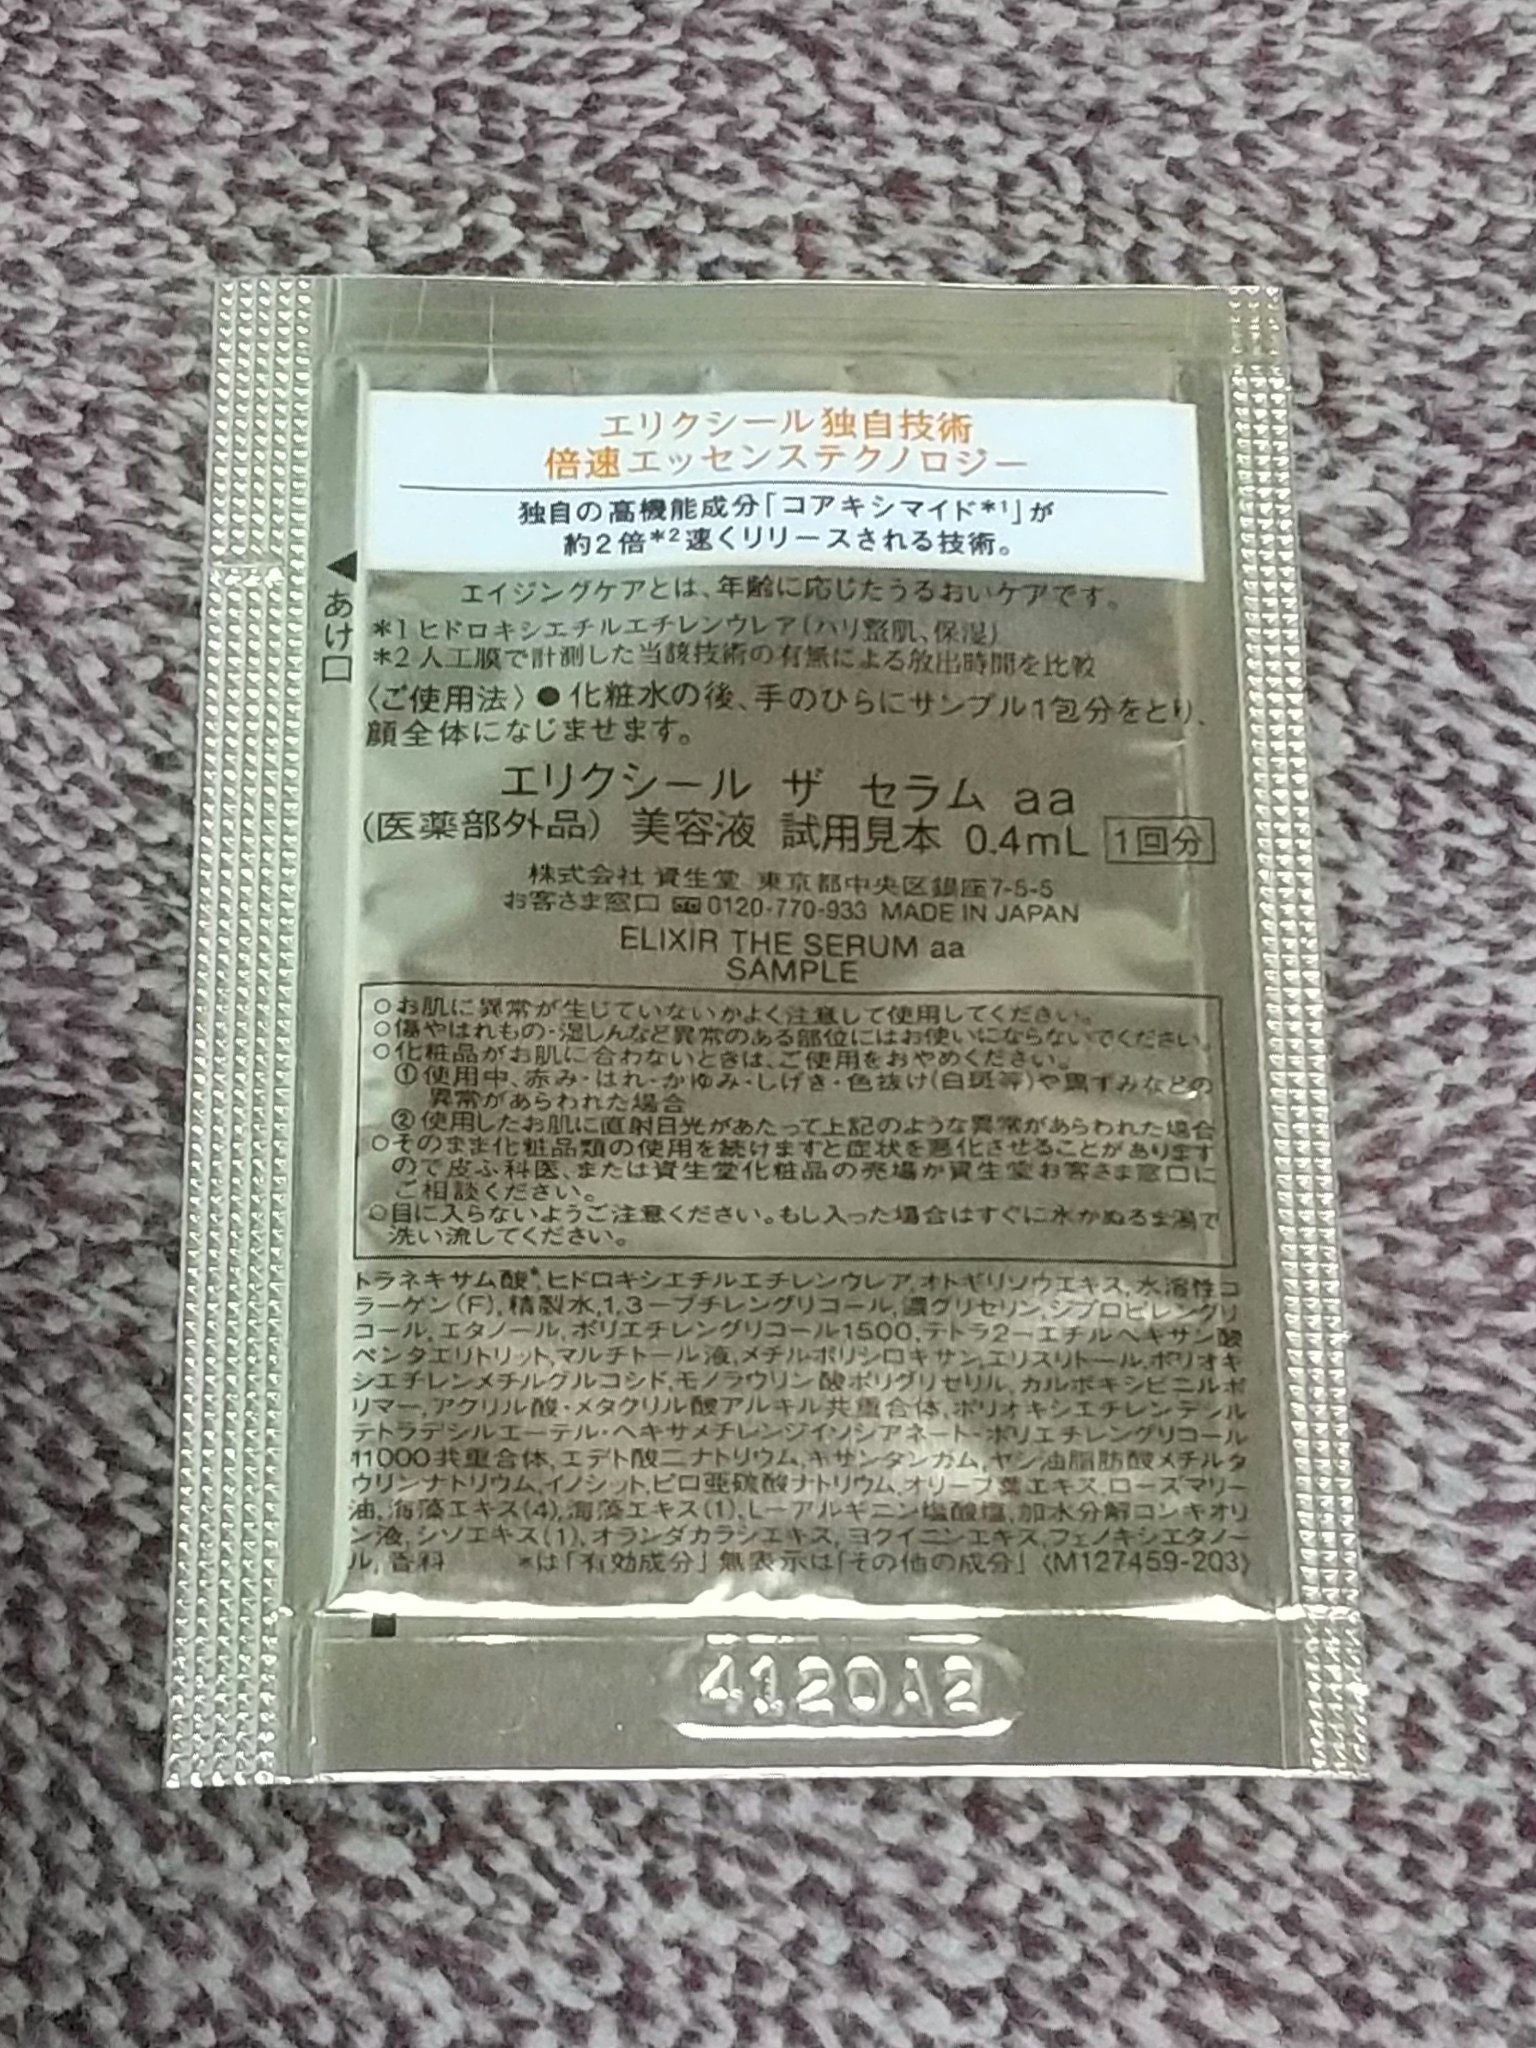 エリクシール独自技術
倍速エッセンステクノロジー
独自の高機能成分「コアキシマイド*1」が
約2倍*2速くリリースされる技術。
◀あけ口
エイジングケアとは、年齢に応じたうるおいケアです。
*1 ヒドロキシエチルエチレンウレア(ハリ整肌、保湿)
*2 人工膜で計測した当該技術の有無による放出時間を比較
〈ご使用法〉●化粧水の後、手のひらにサンプル1包分をとり、
顔全体になじませます。
エリクシール ザ セラム aa
(医薬部外品) 美容液 試用見本 0.4mL 1回分
株式会社 資生堂 東京都中央区銀座7-5-5
お客さま窓口 0120-770-933 MADE IN JAPAN
ELIXIR THE SERUM aa
SAMPLE
○お肌に異常が生じていないかよく注意して使用してください。
○傷やはれもの・湿しんなど異常のある部位にはお使いにならないでください。
○化粧品がお肌に合わないときは、ご使用をおやめください。
①使用中、赤み・はれ・かゆみ・しげき・色抜け(白斑等)や黒ずみなどの
異常があらわれた場合
②使用したお肌に直射日光があたって上記のような異常があらわれた場合
○そのまま化粧品類の使用を続けますと症状を悪化させることがあります
ので皮ふ科医、または資生堂化粧品の売場か資生堂お客さま窓口に
ご相談ください。
○目に入らないようご注意ください。もし入った場合はすぐに水かぬるま湯で
洗い流してください。
トラネキサム酸*,ヒドロキシエチルエチレンウレア,オトギリソウエキス,水溶性コ
ラーゲン(F),精製水,1,3-ブチレングリコール,濃グリセリン,ジプロピレングリ
コール,エタノール,ポリエチレングリコール1500,テトラ2-エチルヘキサン酸
ペンタエリトリット,マルチトール液,メチルポリシロキサン,エリスリトール,ポリオキ
シエチレンメチルグルコシド,モノラウリン酸ポリグリセリル,カルボキシビニルポ
リマー,アクリル酸・メタクリル酸アルキル共重合体,ポリオキシエチレンデシル
テトラデシルエーテル・ヘキサメチレンジイソシアネート・ポリエチレングリコール
11000共重合体,エデト酸二ナトリウム,キサンタンガム,ヤシ油脂肪酸メチルタ
ウリンナトリウム,イノシット,ピロ亜硫酸ナトリウム,オリーブ葉エキス,ローズマリー
油,海藻エキス(4),海藻エキス(1),L-アルギニン塩酸塩,加水分解コンキオリ
ン液,シソエキス(1),オランダカラシエキス,ヨクイニンエキス,フェノキシエタノー
ル,香料 *は「有効成分」無表示は「その他の成分」〈M127459-203〉
4120A2